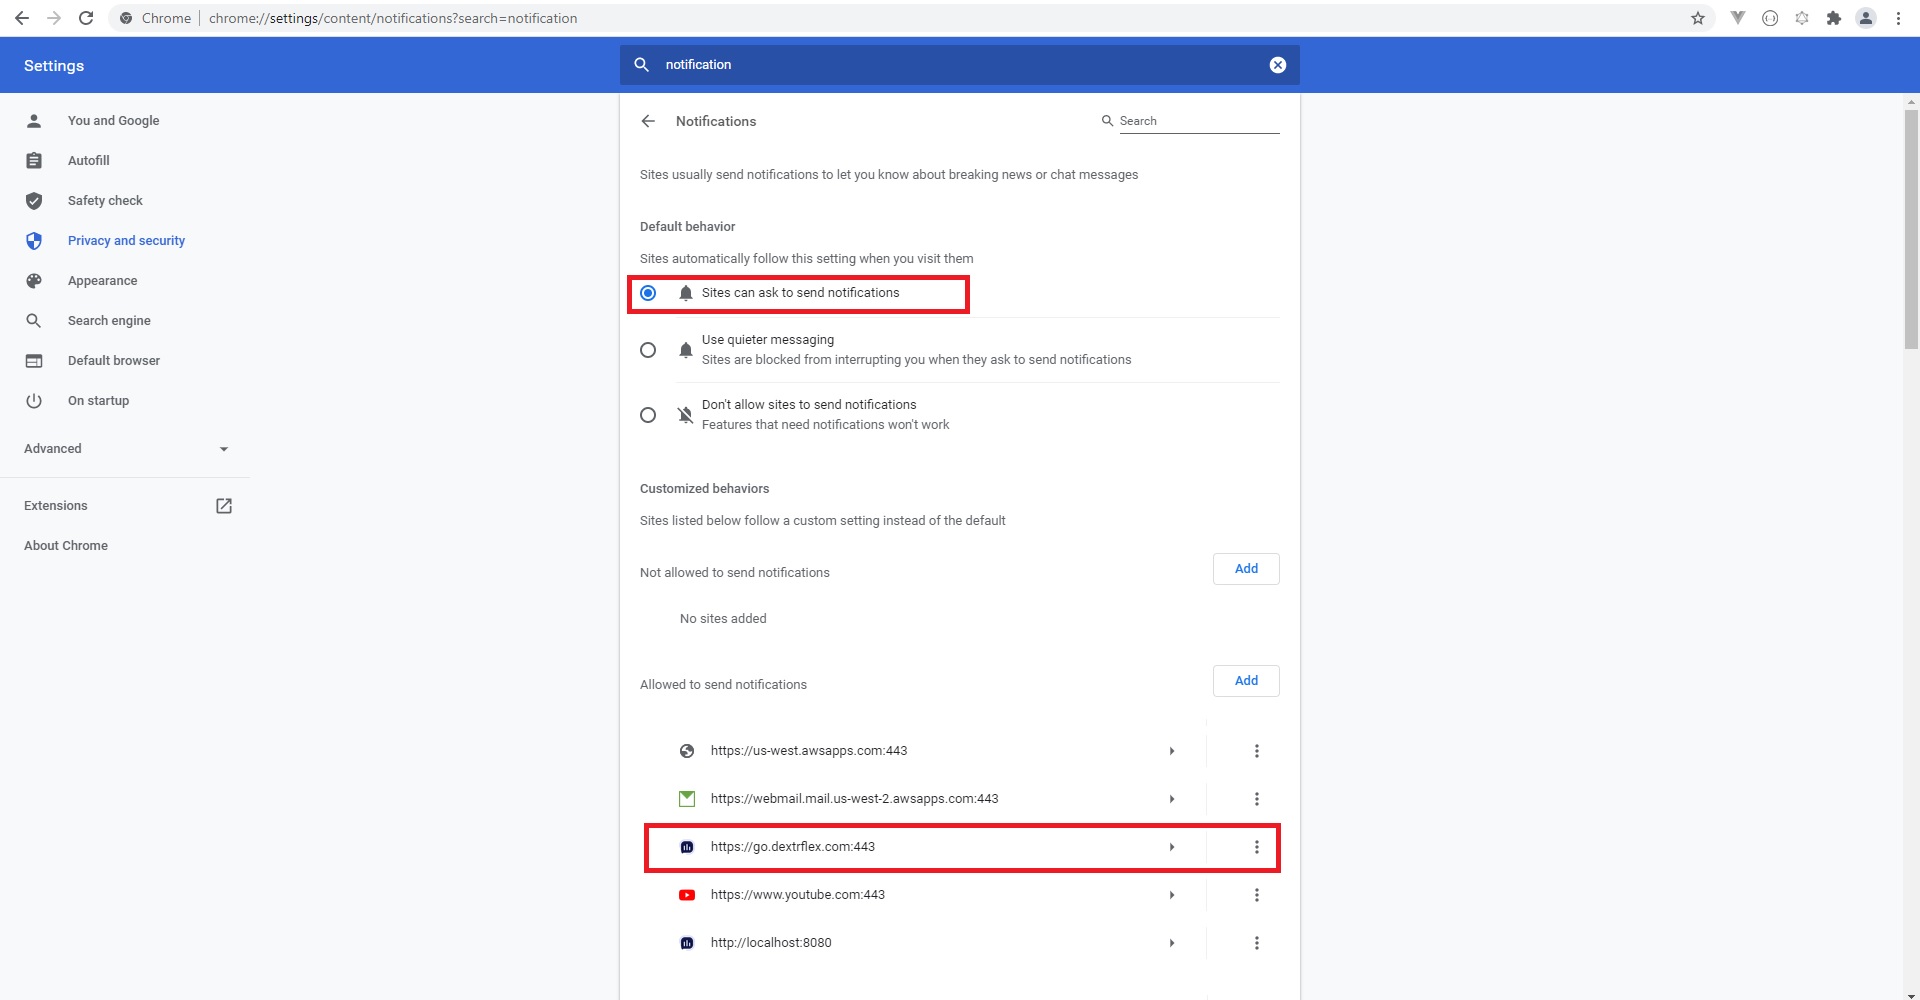 Chrome chrome://settings/content/notifications?search=notification
Settings
notification
You and Google
Autofill
Safety check
Privacy and security
Appearance
Search engine
Default browser
On startup
Advanced
Extensions
About Chrome
Notifications
Search
Sites usually send notifications to let you know about breaking news or chat messages
Default behavior
Sites automatically follow this setting when you visit them
Sites can ask to send notifications
Use quieter messaging
Sites are blocked from interrupting you when they ask to send notifications
Don't allow sites to send notifications
Features that need notifications won't work
Customized behaviors
Sites listed below follow a custom setting instead of the default
Not allowed to send notifications
Add
No sites added
Allowed to send notifications
Add
https://us-west.awsapps.com:443
https://webmail.mail.us-west-2.awsapps.com:443
https://go.dextrflex.com:443
https://www.youtube.com:443
http://localhost:8080